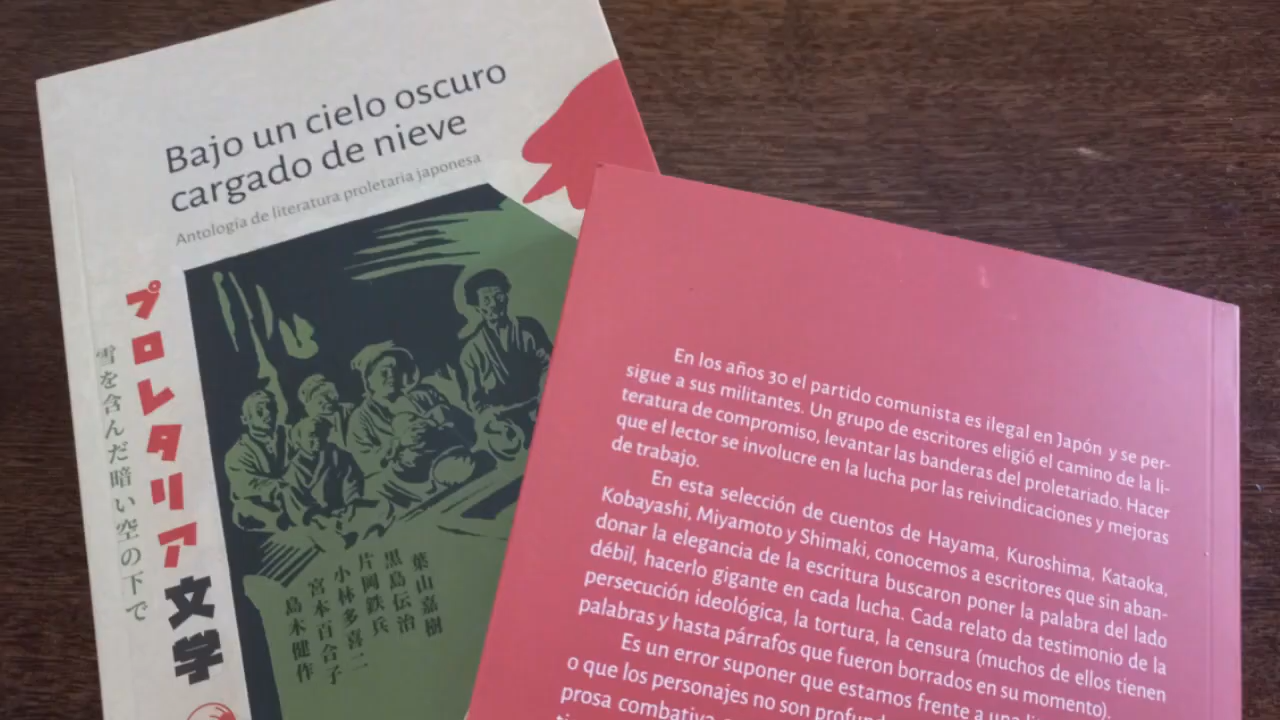 Bajo un cielo oscuro
cargado de nieve
Antología de literatura proletaria japonesa
プロレタリア文学
雪を含んだ暗い空の下で
葉山嘉樹
黒島伝治
片岡鉄兵
小林多喜二
宮本百合子
島木健作
En los años 30 el partido comunista es ilegal en Japón y se per-
sigue a sus militantes. Un grupo de escritores eligió el camino de la li-
teratura de compromiso, levantar las banderas del proletariado. Hacer
que el lector se involucre en la lucha por las reivindicaciones y mejoras
de trabajo.
En esta selección de cuentos de Hayama, Kuroshima, Kataoka,
Kobayashi, Miyamoto y Shimaki, conocemos a escritores que sin aban-
donar la elegancia de la escritura buscaron poner la palabra del lado
débil, hacerlo gigante en cada lucha. Cada relato da testimonio de la
persecución ideológica, la tortura, la censura (muchos de ellos tienen
palabras y hasta párrafos que fueron borrados en su momento).
Es un error suponer que estamos frente a una
o que los personajes no son
prosa combativa